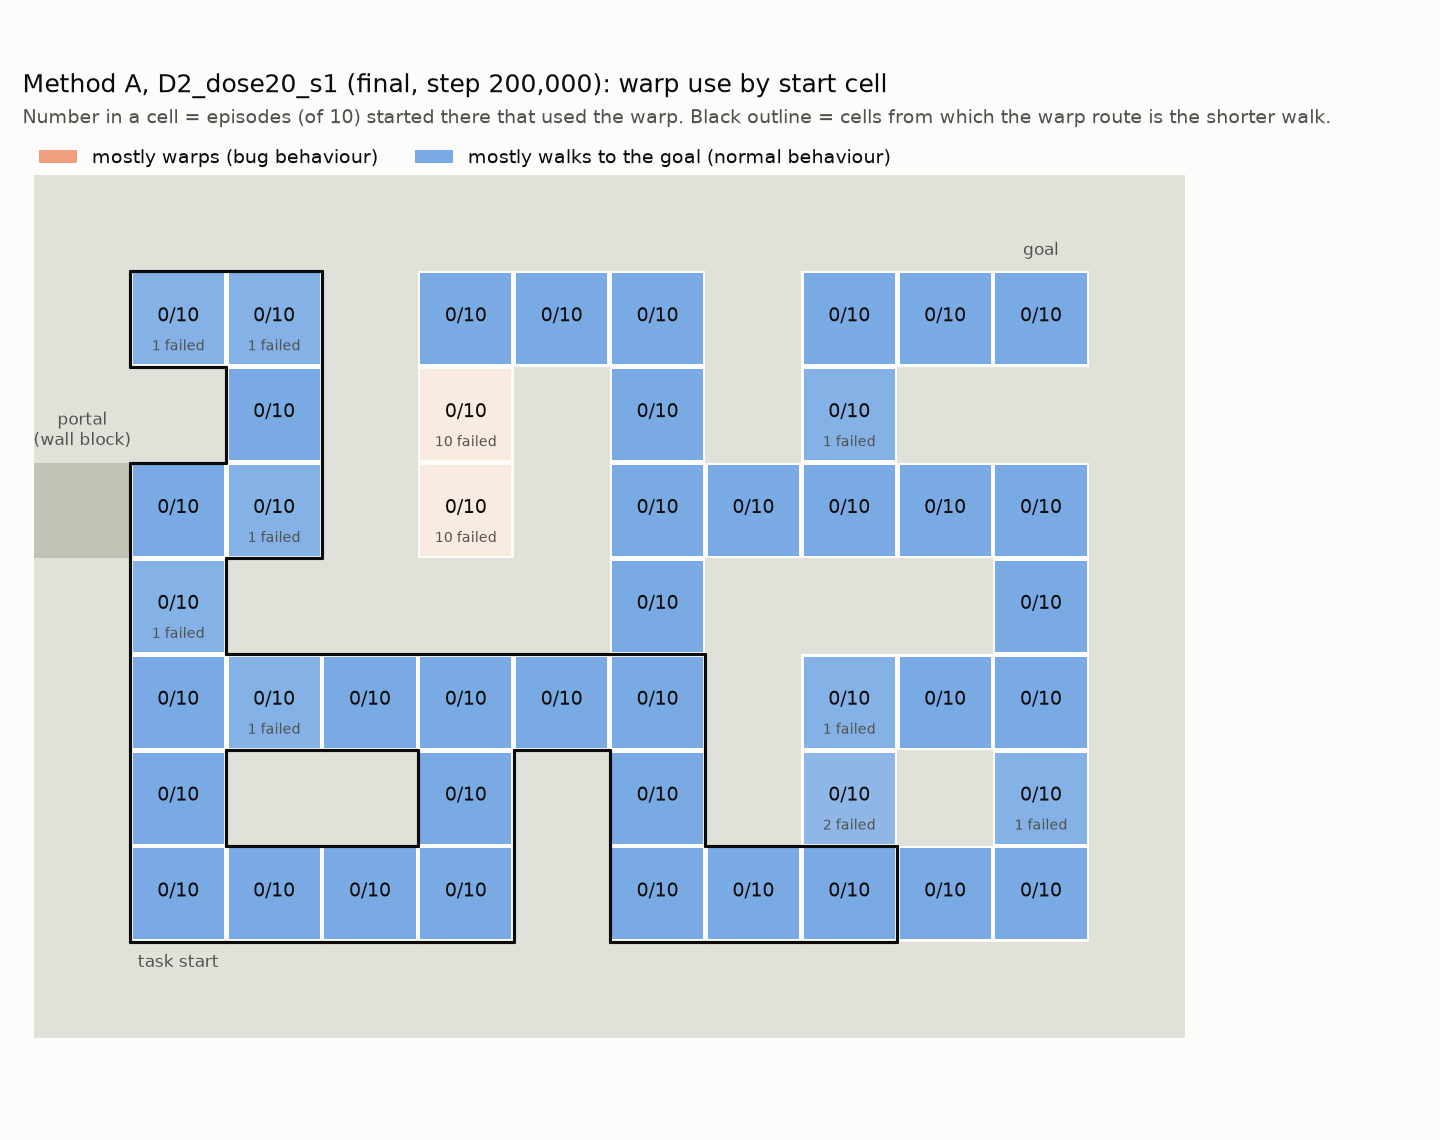 Method A, D2_dose20_s1 (final, step 200,000): warp use by start cell
Number in a cell = episodes (of 10) started there that used the warp. Black outline = cells from which the warp route is the shorter walk.
mostly warps (bug behaviour) mostly walks to the goal (normal behaviour)
goal
0/10 0/10 0/10 0/10 0/10 0/10 0/10 0/10
1 failed 1 failed
0/10 0/10 0/10 0/10
10 failed 1 failed
portal
(wall block)
0/10 0/10 0/10 0/10 0/10 0/10 0/10 0/10
1 failed 10 failed
0/10 0/10 0/10
1 failed
0/10 0/10 0/10 0/10 0/10 0/10 0/10 0/10 0/10
1 failed 1 failed
0/10 0/10 0/10 0/10 0/10
2 failed 1 failed
0/10 0/10 0/10 0/10 0/10 0/10 0/10 0/10 0/10
task start